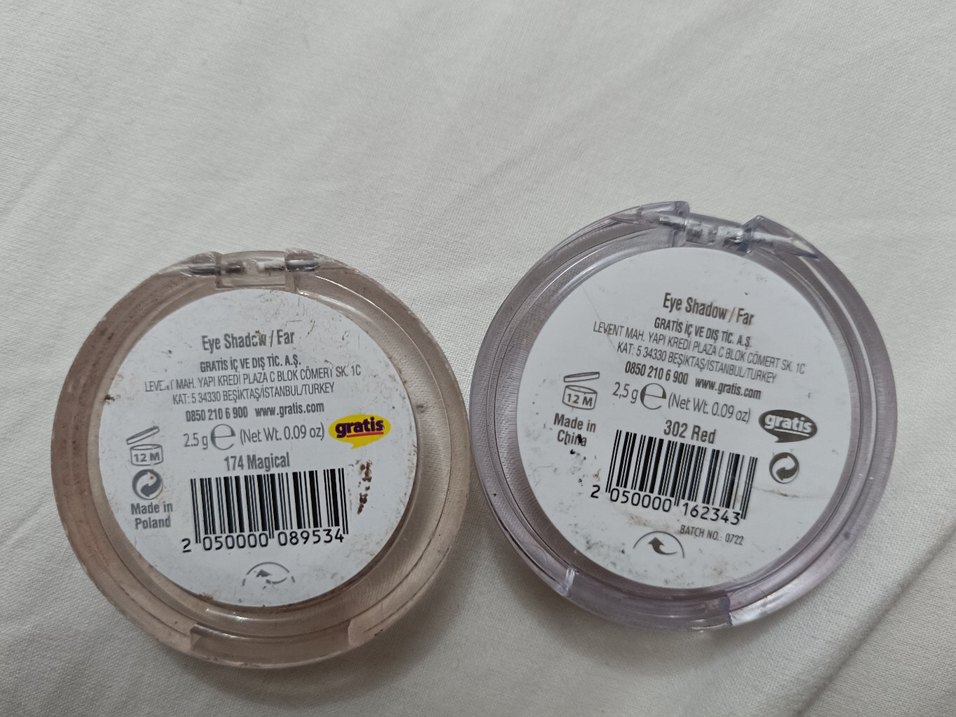 Eye Shadow / Far
GRATİS İÇ VE DIŞ TİC. A.Ş.
LEVENT MAH. YAPI KREDİ PLAZA C BLOK CÖMERT SK. 1C
KAT: 5 34330 BEŞİKTAŞ/İSTANBUL/TURKEY
0850 210 6 900 www.gratis.com
2.5 g e (Net Wt. 0.09 oz)
gratis
174 Magical
12 M
Made in
Poland
2 050000 089534
Eye Shadow / Far
GRATİS İÇ VE DIŞ TİC. A.Ş.
LEVENT MAH. YAPI KREDİ PLAZA C BLOK CÖMERT SK. 1C
KAT: 5 34330 BEŞİKTAŞ/İSTANBUL/TURKEY
0850 210 6 900 www.gratis.com
2,5 g e (Net Wt. 0.09 oz)
gratis
12 M
302 Red
Made in
China
2 050000 162343
BATCH NO.: 0722